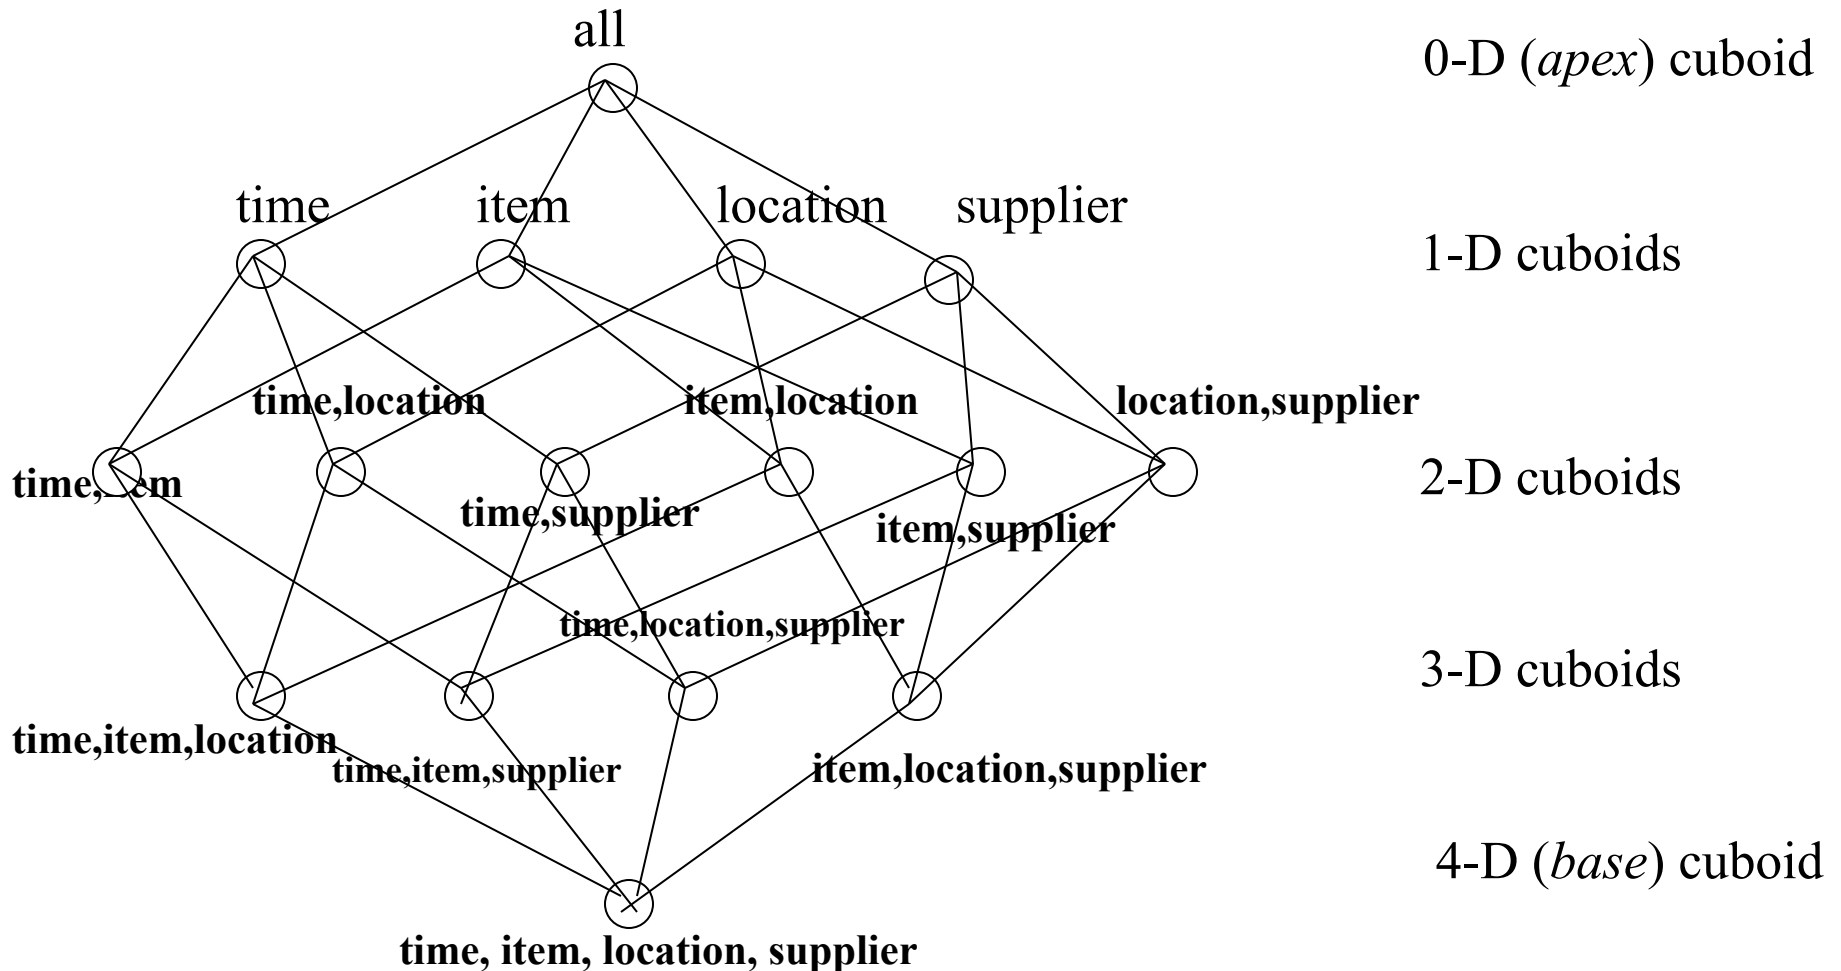 all
0-D (apex) cuboid
time
item
location
supplier
1-D cuboids
time,location
item,location
location,supplier
time,item
time,supplier
item,supplier
2-D cuboids
time,location,supplier
3-D cuboids
time,item,location
time,item,supplier
item,location,supplier
4-D (base) cuboid
time, item, location, supplier